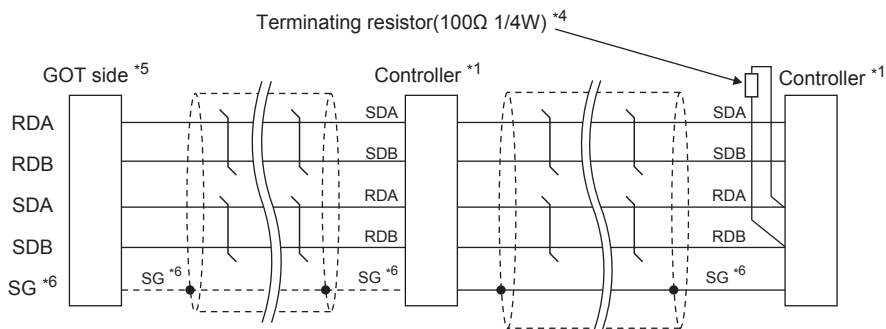 Terminating resistor(100Ω 1/4W) *4
GOT side *5
Controller *1
Controller *1
RDA
SDA
SDA
RDB
SDB
SDB
SDA
RDA
RDA
SDB
RDB
RDB
SG *6
SG *6
SG *6
SG *6